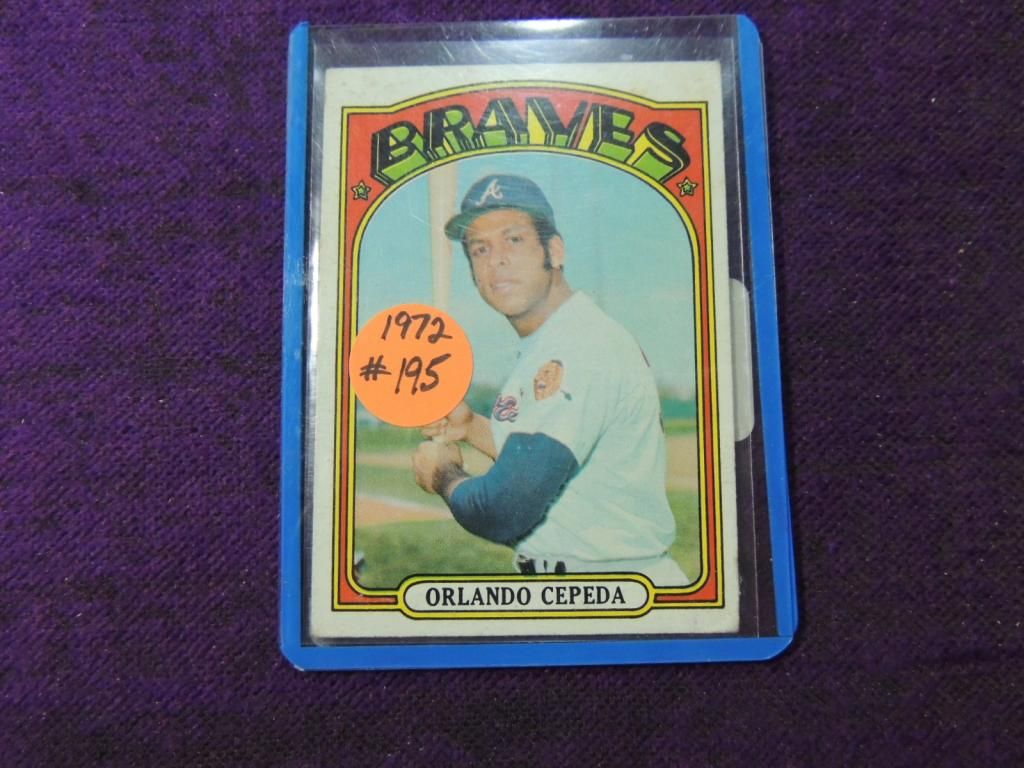 BRAVES
A
1972
#195
ORLANDO CEPEDA